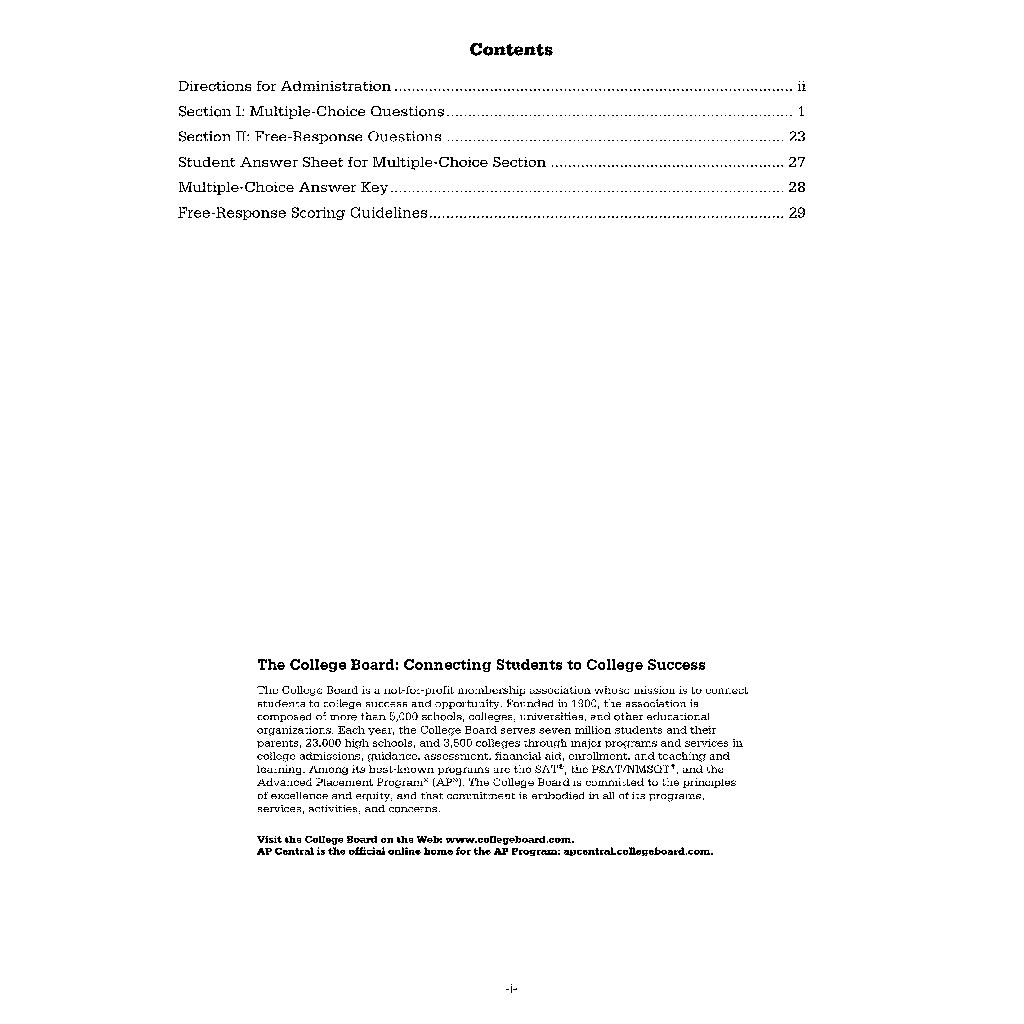 Contents
Directions for Administration ........................................................................................... ii
Section I: Multiple-Choice Questions ................................................................................ 1
Section II: Free-Response Questions .............................................................................. 23
Student Answer Sheet for Multiple-Choice Section ...................................................... 27
Multiple-Choice Answer Key ........................................................................................... 28
Free-Response Scoring Guidelines .................................................................................. 29
The College Board: Connecting Students to College Success
The College Board is a not-for-profit membership association whose mission is to connect
students to college success and opportunity. Founded in 1900, the association is
composed of more than 5,000 schools, colleges, universities, and other educational
organizations. Each year, the College Board serves seven million students and their
parents, 23,000 high schools, and 3,500 colleges through major programs and services in
college admissions, guidance, assessment, financial aid, enrollment, and teaching and
learning. Among its best-known programs are the SAT®, the PSAT/NMSQT®, and the
Advanced Placement Program® (AP®). The College Board is committed to the principles
of excellence and equity, and that commitment is embodied in all of its programs,
services, activities, and concerns.
Visit the College Board on the Web: www.collegeboard.com.
AP Central is the official online home for the AP Program: apcentral.collegeboard.com.
-i-